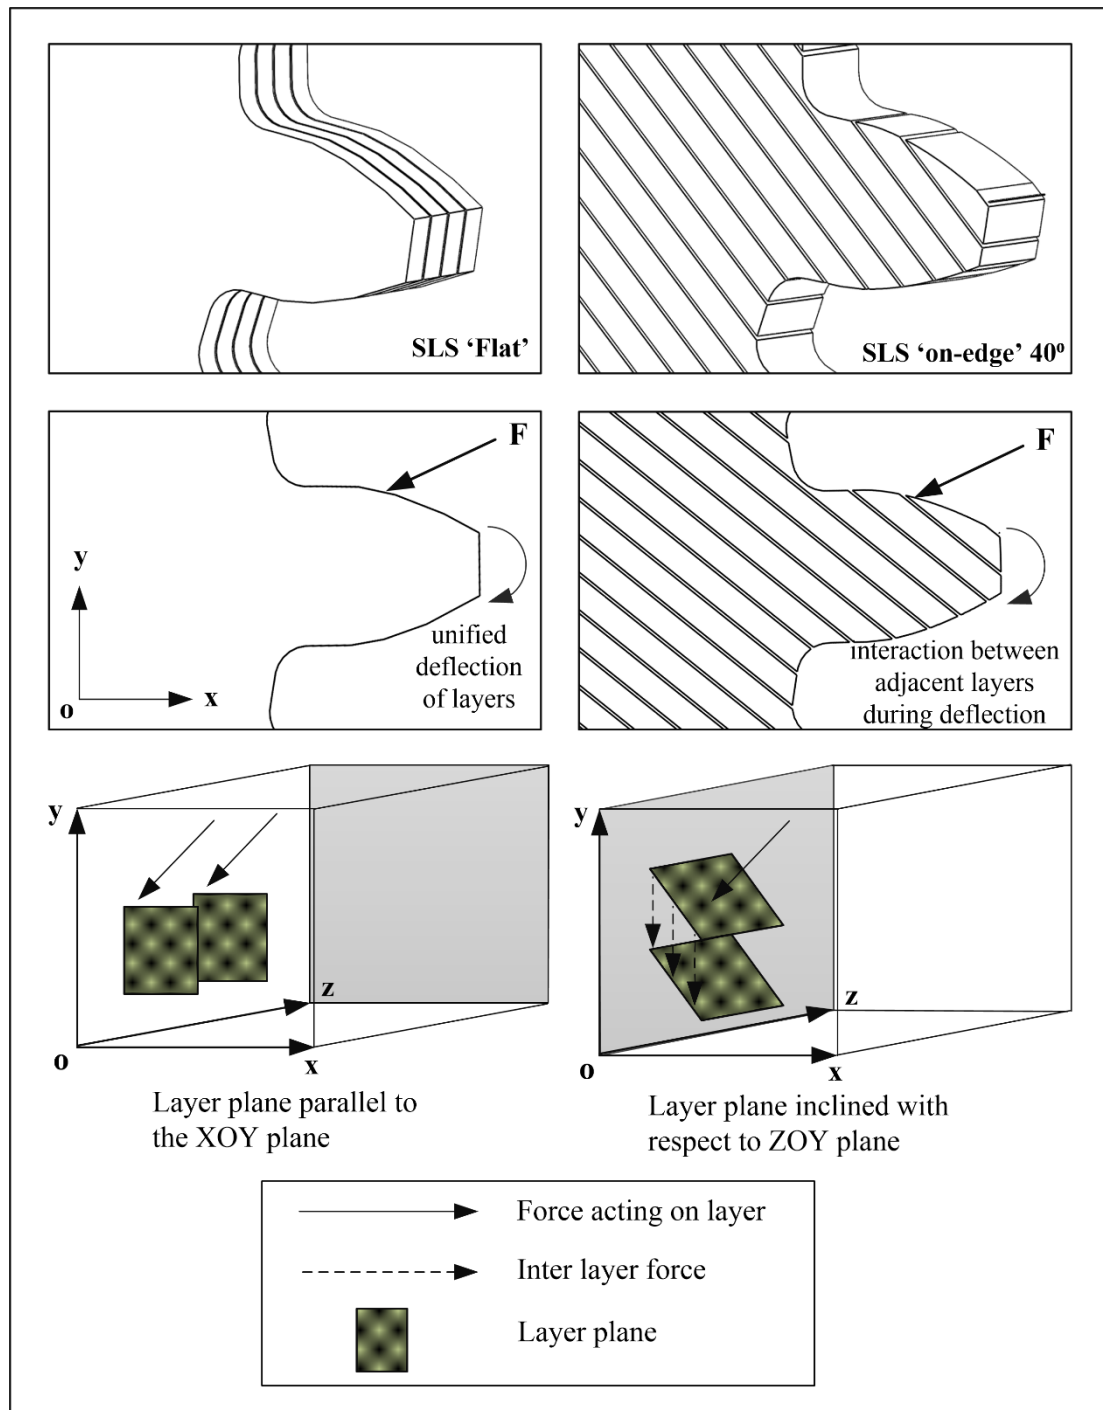 SLS ‘Flat’
SLS ‘on-edge’ 40⁰
F
y
o
x
unified
deflection
of layers
F
interaction between
adjacent layers
during deflection
y
z
o
x
Layer plane parallel to
the XOY plane
y
z
o
x
Layer plane inclined with
respect to ZOY plane
Force acting on layer
Inter layer force
Layer plane